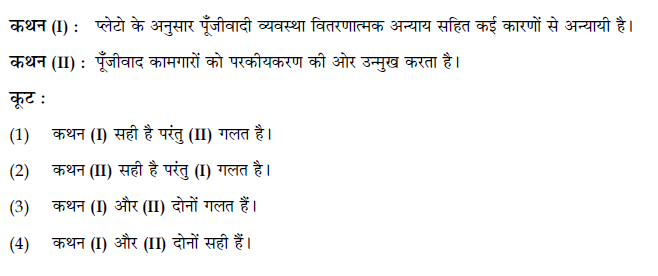 कथन (I) : प्लेटो के अनुसार पूँजीवादी व्यवस्था वितरणात्मक अन्याय सहित कई कारणों से अन्यायी है।
कथन (II) : पूँजीवाद कामगारों को परकीयकरण की ओर उन्मुख करता है।
कूट :
(1) कथन (I) सही है परंतु (II) गलत है।
(2) कथन (II) सही है परंतु (I) गलत है।
(3) कथन (I) और (II) दोनों गलत हैं।
(4) कथन (I) और (II) दोनों सही हैं।